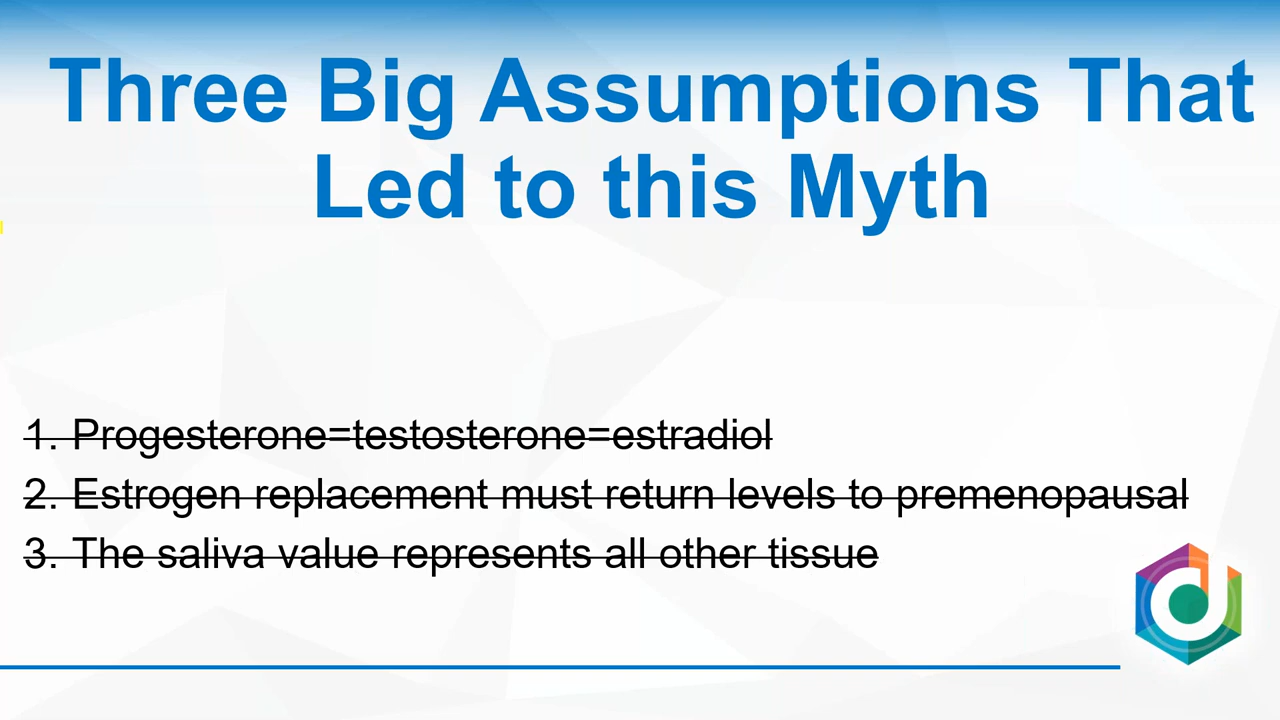 Three Big Assumptions That
Led to this Myth
1. Progesterone=testosterone=estradiol
2. Estrogen replacement must return levels to premenopausal
3. The saliva value represents all other tissue